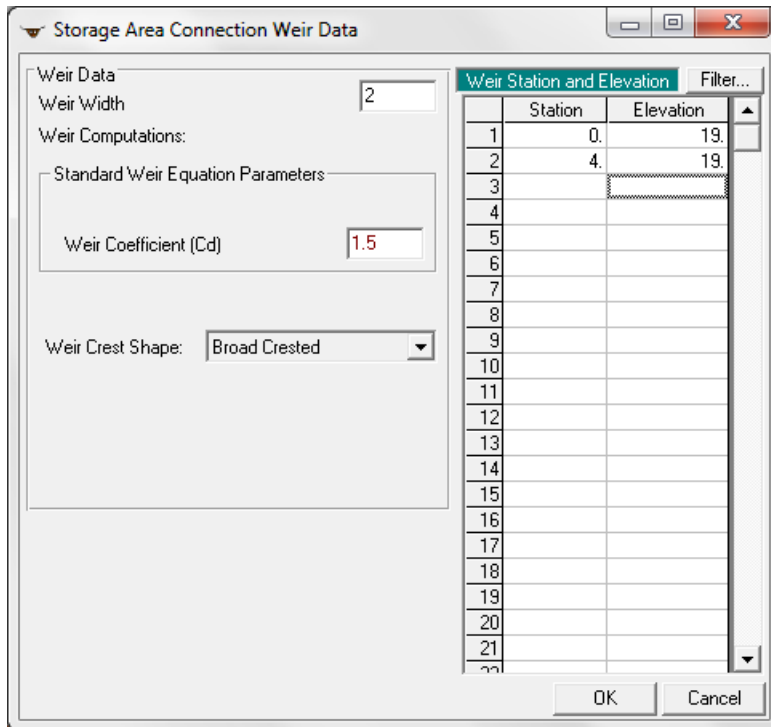 Storage Area Connection Weir Data
Weir Data
Weir Width 2
Weir Computations:
Standard Weir Equation Parameters
Weir Coefficient (Cd) 1.5
Weir Crest Shape: Broad Crested
Weir Station and Elevation Filter...
Station Elevation
1 0. 19.
2 4. 19.
3
4
5
6
7
8
9
10
11
12
13
14
15
16
17
18
19
20
21
OK Cancel